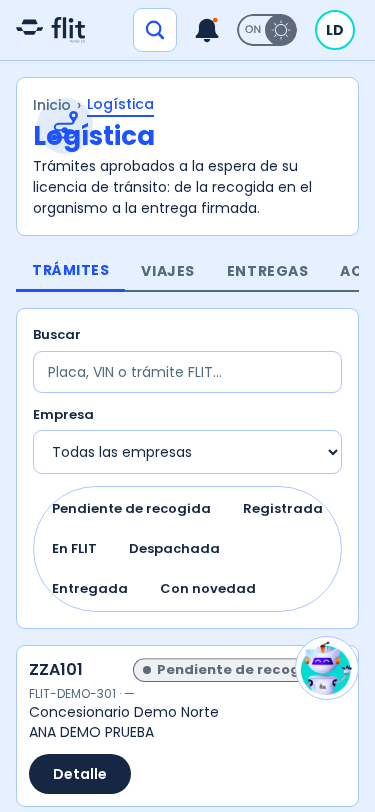 flit
ON
LD
Inicio › Logística
Logística
Trámites aprobados a la espera de su
licencia de tránsito: de la recogida en el
organismo a la entrega firmada.
TRÁMITES VIAJES ENTREGAS AC
Buscar
Placa, VIN o trámite FLIT...
Empresa
Todas las empresas
Pendiente de recogida Registrada
En FLIT Despachada
Entregada Con novedad
ZZA101 Pendiente de recog
FLIT-DEMO-301 · —
Concesionario Demo Norte
ANA DEMO PRUEBA
Detalle